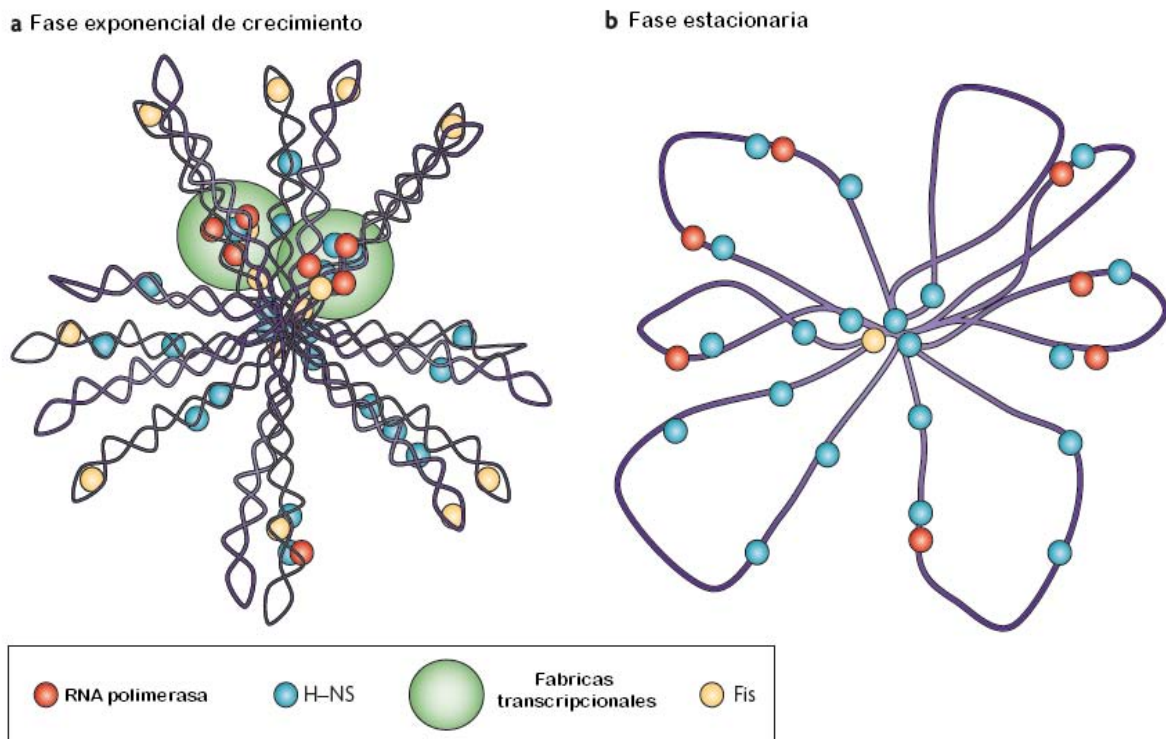 a Fase exponencial de crecimiento
b Fase estacionaria
RNA polimerasa
H–NS
Fabricas
transcripcionales
Fis